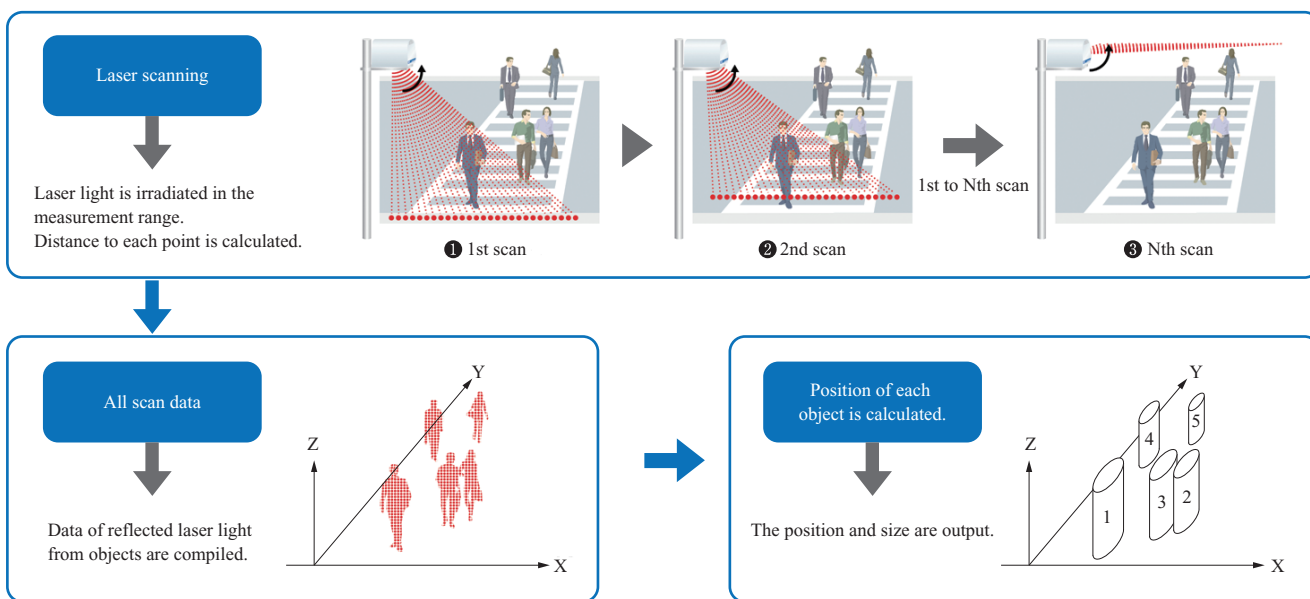 Laser scanning
Laser light is irradiated in the
measurement range.
Distance to each point is calculated.
❶ 1st scan
❷ 2nd scan
1st to Nth scan
❸ Nth scan
All scan data
Data of reflected laser light
from objects are compiled.
Z
Y
X
Position of each
object is calculated.
The position and size are output.
Z
Y
X
1
2
3
4
5